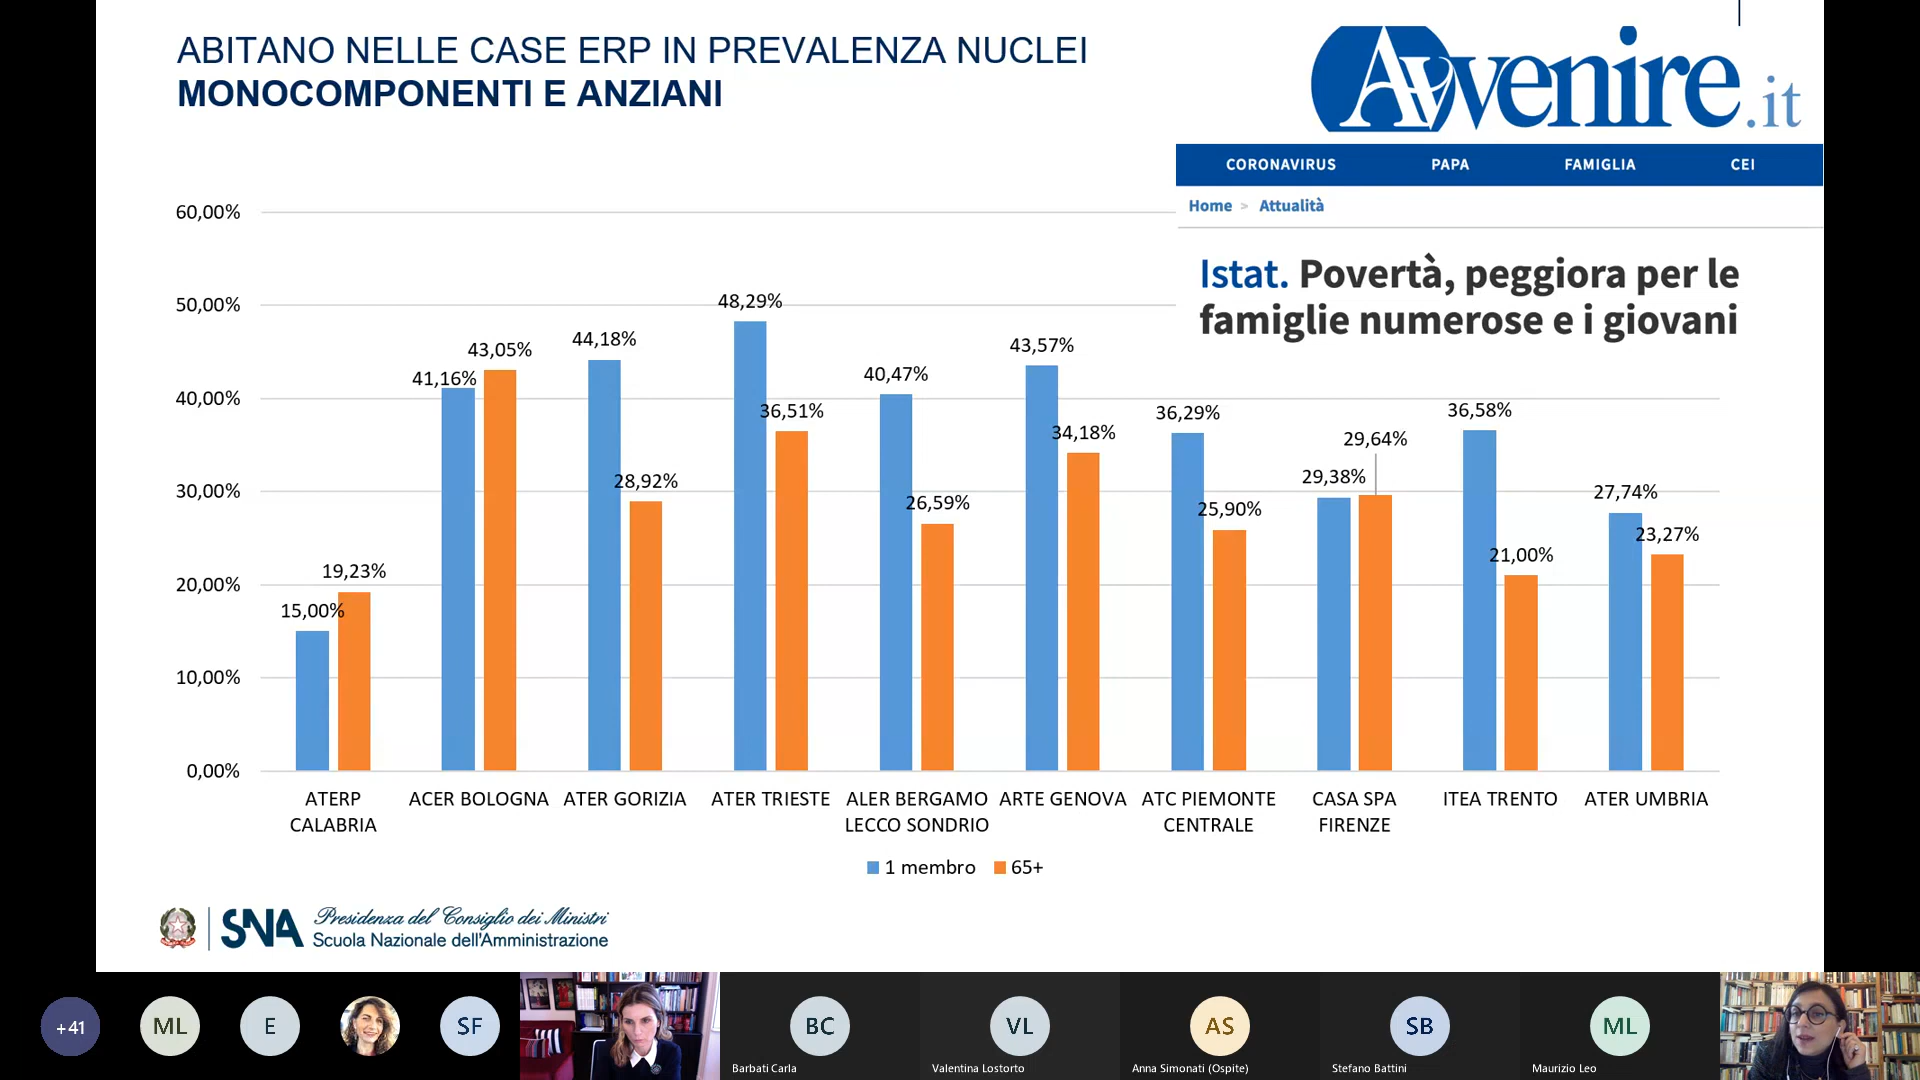 ABITANO NELLE CASE ERP IN PREVALENZA NUCLEI
MONOCOMPONENTI E ANZIANI
Avvenire.it
CORONAVIRUS PAPA FAMIGLIA CEI
Home > Attualità
Istat. Povertà, peggiora per le
famiglie numerose e i giovani
60,00%
50,00%
40,00%
30,00%
20,00%
10,00%
0,00%
15,00% 19,23%
41,16% 43,05%
44,18% 28,92%
48,29% 36,51%
40,47% 26,59%
43,57% 34,18%
36,29% 25,90%
29,38% 29,64%
36,58% 21,00%
27,74% 23,27%
ATERP
CALABRIA
ACER BOLOGNA
ATER GORIZIA
ATER TRIESTE
ALER BERGAMO
LECCO SONDRIO
ARTE GENOVA
ATC PIEMONTE
CENTRALE
CASA SPA
FIRENZE
ITEA TRENTO
ATER UMBRIA
1 membro 65+
SNA
Presidenza del Consiglio dei Ministri
Scuola Nazionale dell'Amministrazione
+41 ML E SF BC VL AS SB ML
Barbati Carla Valentina Lostorto Anna Simonati (Ospite) Stefano Battini Maurizio Leo